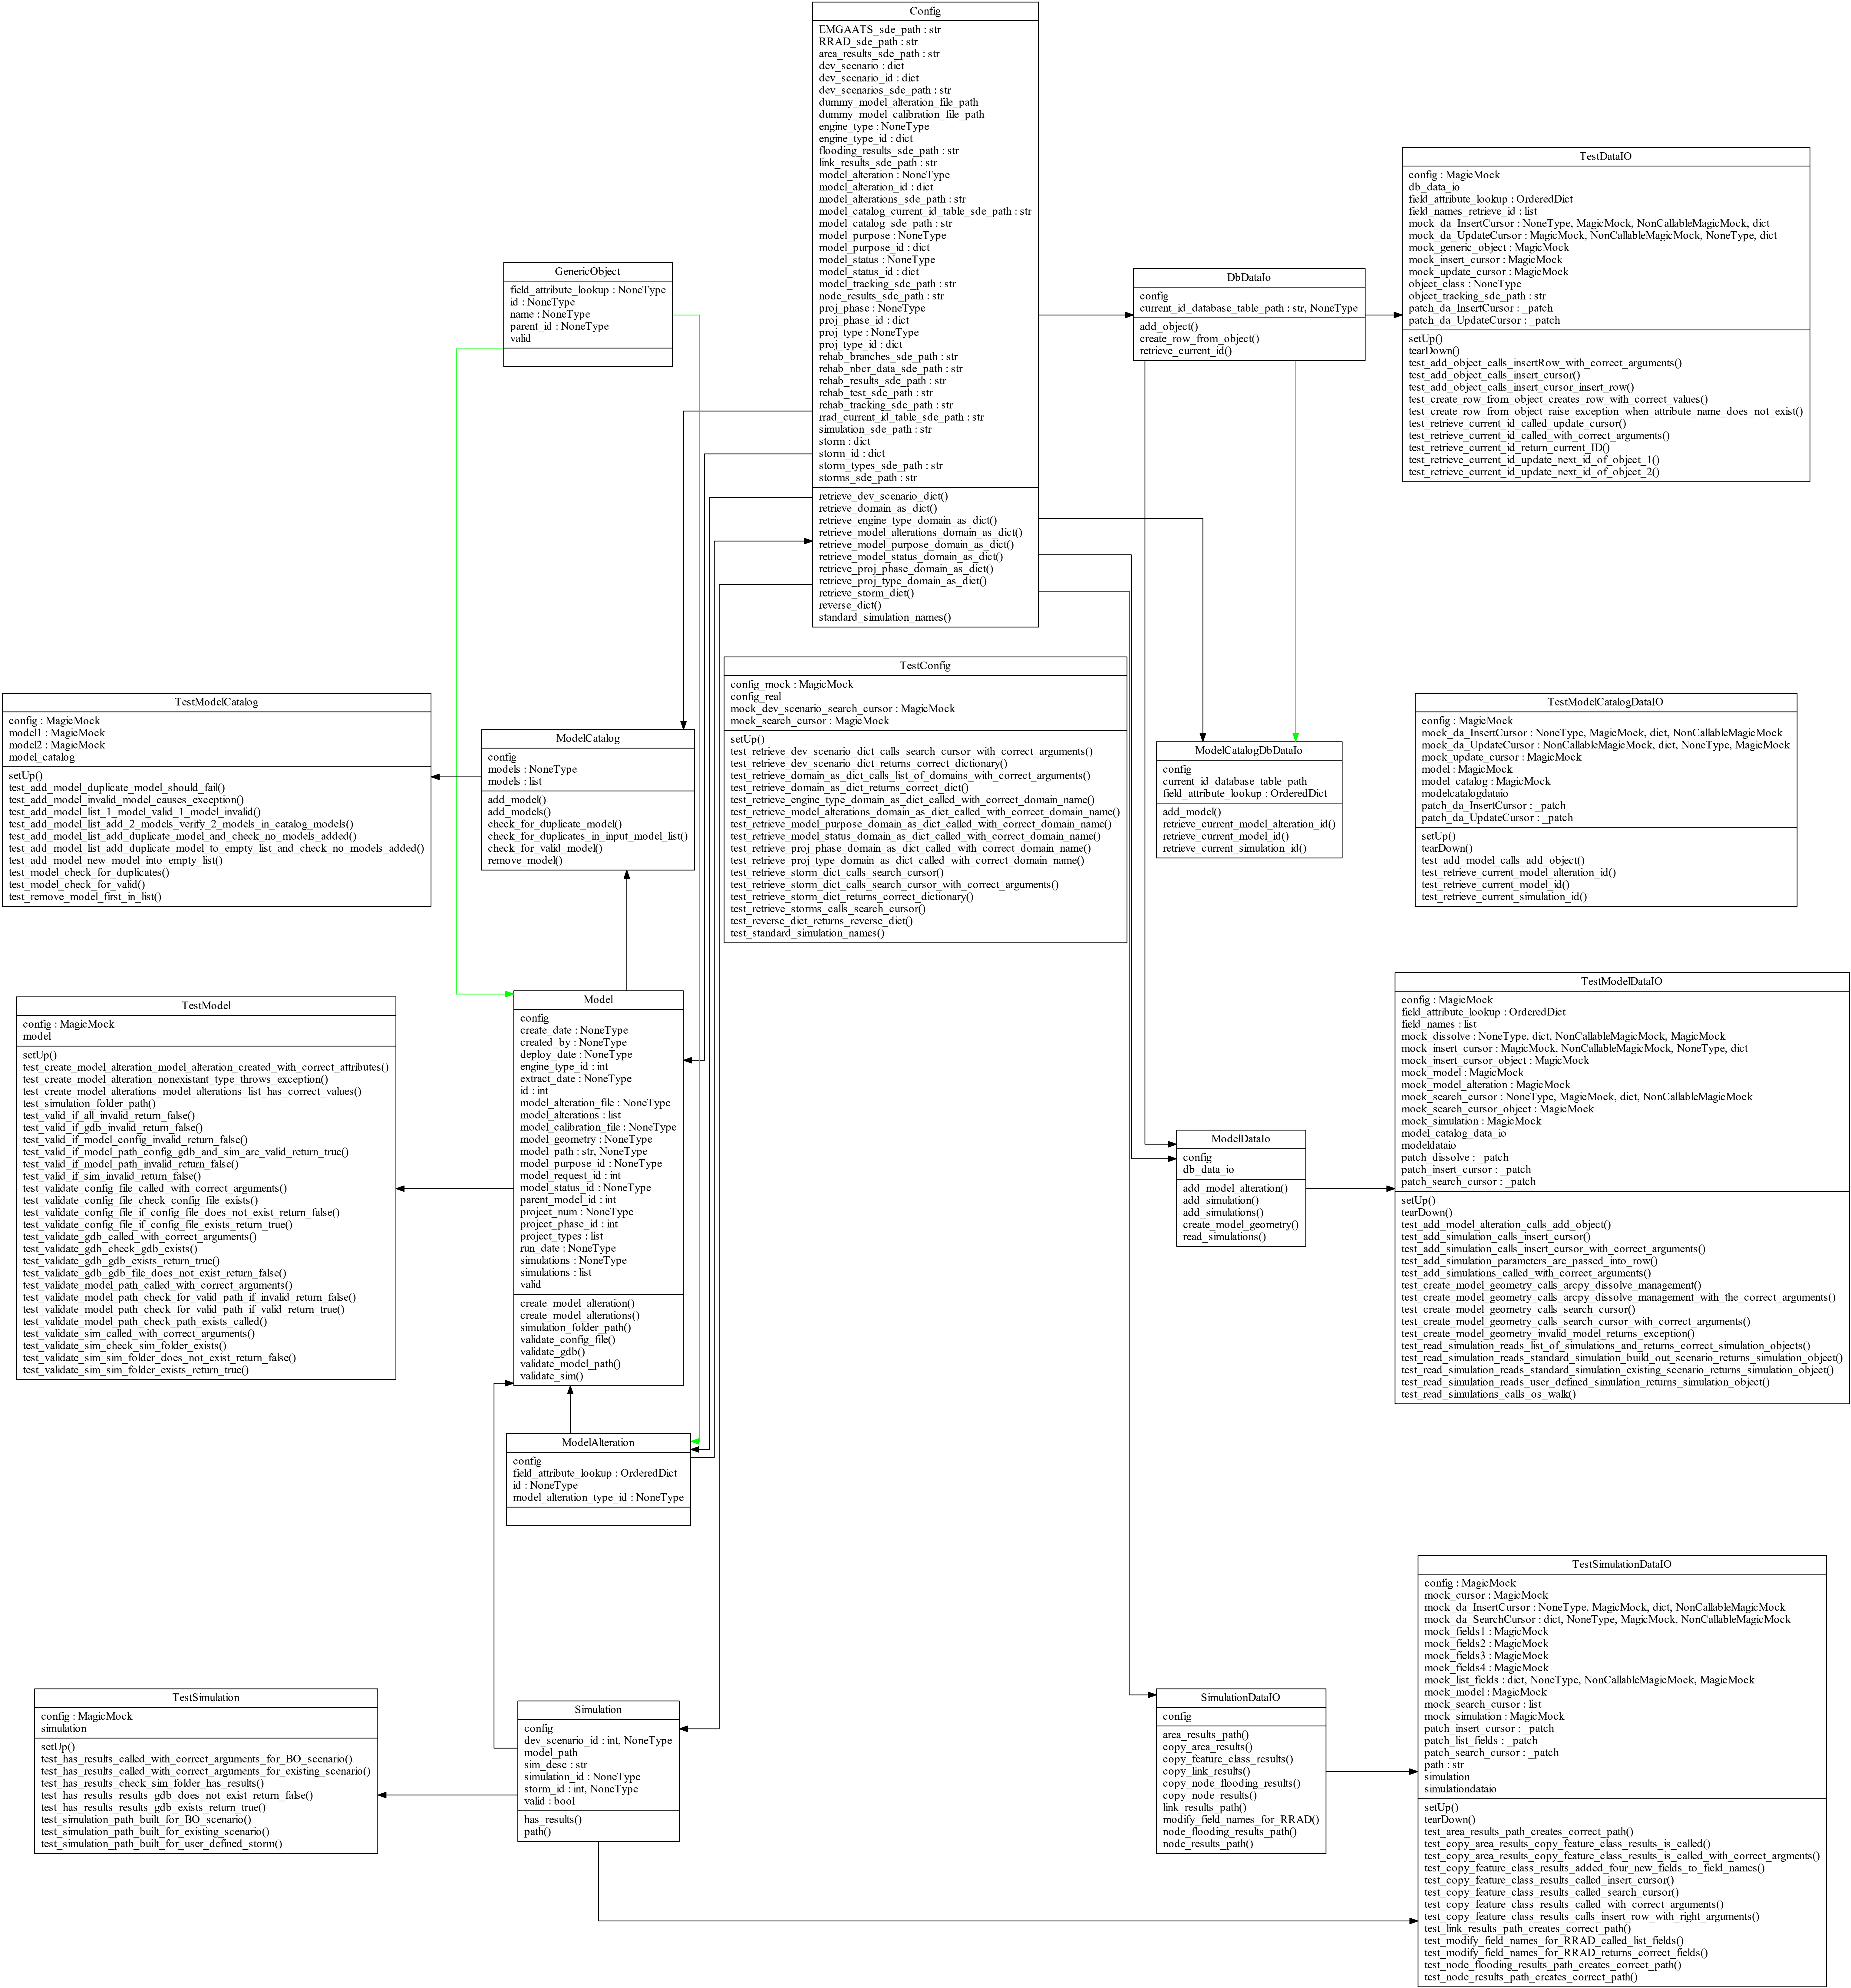 Config
EMGAATS_sde_path : str
RRAD_sde_path : str
area_results_sde_path : str
dev_scenario : dict
dev_scenario_id : dict
dev_scenarios_sde_path : str
dummy_model_alteration_file_path
dummy_model_calibration_file_path
engine_type : NoneType
engine_type_id : dict
flooding_results_sde_path : str
link_results_sde_path : str
model_alteration : NoneType
model_alteration_id : dict
model_alterations_sde_path : str
model_catalog_current_id_table_sde_path : str
model_catalog_sde_path : str
model_purpose : NoneType
model_purpose_id : dict
model_status : NoneType
model_status_id : dict
model_tracking_sde_path : str
node_results_sde_path : str
proj_phase : NoneType
proj_phase_id : dict
proj_type : NoneType
proj_type_id : dict
rehab_branches_sde_path : str
rehab_nbcr_data_sde_path : str
rehab_results_sde_path : str
rehab_test_sde_path : str
rehab_tracking_sde_path : str
rrad_current_id_table_sde_path : str
simulation_sde_path : str
storm : dict
storm_id : dict
storm_types_sde_path : str
storms_sde_path : str
retrieve_dev_scenario_dict()
retrieve_domain_as_dict()
retrieve_engine_type_domain_as_dict()
retrieve_model_alterations_domain_as_dict()
retrieve_model_purpose_domain_as_dict()
retrieve_model_status_domain_as_dict()
retrieve_proj_phase_domain_as_dict()
retrieve_proj_type_domain_as_dict()
retrieve_storm_dict()
reverse_dict()
standard_simulation_names()
TestDataIO
config : MagicMock
db_data_io
field_attribute_lookup : OrderedDict
field_names_retrieve_id : list
mock_da_InsertCursor : NoneType, MagicMock, NonCallableMagicMock, dict
mock_da_UpdateCursor : MagicMock, NonCallableMagicMock, NoneType, dict
mock_generic_object : MagicMock
mock_insert_cursor : MagicMock
mock_update_cursor : MagicMock
object_class : NoneType
object_tracking_sde_path : str
patch_da_InsertCursor : _patch
patch_da_UpdateCursor : _patch
setUp()
tearDown()
test_add_object_calls_insertRow_with_correct_arguments()
test_add_object_calls_insert_cursor()
test_add_object_calls_insert_cursor_insert_row()
test_create_row_from_object_creates_row_with_correct_values()
test_create_row_from_object_raise_exception_when_attribute_name_does_not_exist()
test_retrieve_current_id_called_update_cursor()
test_retrieve_current_id_called_with_correct_arguments()
test_retrieve_current_id_return_current_ID()
test_retrieve_current_id_update_next_id_of_object_1()
test_retrieve_current_id_update_next_id_of_object_2()
GenericObject
field_attribute_lookup : NoneType
id : NoneType
name : NoneType
parent_id : NoneType
valid
DbDataIo
config
current_id_database_table_path : str, NoneType
add_object()
create_row_from_object()
retrieve_current_id()
TestConfig
config_mock : MagicMock
config_real
mock_dev_scenario_search_cursor : MagicMock
mock_search_cursor : MagicMock
setUp()
test_retrieve_dev_scenario_dict_calls_search_cursor_with_correct_arguments()
test_retrieve_dev_scenario_dict_returns_correct_dictionary()
test_retrieve_domain_as_dict_calls_list_of_domains_with_correct_arguments()
test_retrieve_domain_as_dict_returns_correct_dict()
test_retrieve_engine_type_domain_as_dict_called_with_correct_domain_name()
test_retrieve_model_alterations_domain_as_dict_called_with_correct_domain_name()
test_retrieve_model_purpose_domain_as_dict_called_with_correct_domain_name()
test_retrieve_model_status_domain_as_dict_called_with_correct_domain_name()
test_retrieve_proj_phase_domain_as_dict_called_with_correct_domain_name()
test_retrieve_proj_type_domain_as_dict_called_with_correct_domain_name()
test_retrieve_storm_dict_calls_search_cursor()
test_retrieve_storm_dict_calls_search_cursor_with_correct_arguments()
test_retrieve_storm_dict_returns_correct_dictionary()
test_retrieve_storms_calls_search_cursor()
test_reverse_dict_returns_reverse_dict()
test_standard_simulation_names()
TestModelCatalog
config : MagicMock
model1 : MagicMock
model2 : MagicMock
model_catalog
setUp()
test_add_model_duplicate_model_should_fail()
test_add_model_invalid_model_causes_exception()
test_add_model_list_1_model_valid_1_model_invalid()
test_add_model_list_add_2_models_verify_2_models_in_catalog_models()
test_add_model_list_add_duplicate_model_and_check_no_models_added()
test_add_model_list_add_duplicate_model_to_empty_list_and_check_no_models_added()
test_add_model_new_model_into_empty_list()
test_model_check_for_duplicates()
test_model_check_for_valid()
test_remove_model_first_in_list()
ModelCatalog
config
models : NoneType
models : list
add_model()
add_models()
check_for_duplicate_model()
check_for_duplicates_in_input_model_list()
check_for_valid_model()
remove_model()
ModelCatalogDbDataIo
config
current_id_database_table_path
field_attribute_lookup : OrderedDict
add_model()
retrieve_current_model_alteration_id()
retrieve_current_model_id()
retrieve_current_simulation_id()
TestModelCatalogDataIO
config : MagicMock
mock_da_InsertCursor : NoneType, MagicMock, dict, NonCallableMagicMock
mock_da_UpdateCursor : NonCallableMagicMock, dict, NoneType, MagicMock
mock_update_cursor : MagicMock
model : MagicMock
model_catalog : MagicMock
modelcatalogdataio
patch_da_InsertCursor : _patch
patch_da_UpdateCursor : _patch
setUp()
tearDown()
test_add_model_calls_add_object()
test_retrieve_current_model_alteration_id()
test_retrieve_current_model_id()
test_retrieve_current_simulation_id()
TestModel
config : MagicMock
model
setUp()
test_create_model_alteration_model_alteration_created_with_correct_attributes()
test_create_model_alteration_nonexistant_type_throws_exception()
test_create_model_alterations_model_alterations_list_has_correct_values()
test_simulation_folder_path()
test_valid_if_all_invalid_return_false()
test_valid_if_gdb_invalid_return_false()
test_valid_if_model_config_invalid_return_false()
test_valid_if_model_path_config_gdb_and_sim_are_valid_return_true()
test_valid_if_model_path_invalid_return_false()
test_valid_if_sim_invalid_return_false()
test_validate_config_file_called_with_correct_arguments()
test_validate_config_file_check_config_file_exists()
test_validate_config_file_if_config_file_does_not_exist_return_false()
test_validate_config_file_if_config_file_exists_return_true()
test_validate_gdb_called_with_correct_arguments()
test_validate_gdb_check_gdb_exists()
test_validate_gdb_gdb_exists_return_true()
test_validate_gdb_gdb_file_does_not_exist_return_false()
test_validate_model_path_called_with_correct_arguments()
test_validate_model_path_check_for_valid_path_if_invalid_return_false()
test_validate_model_path_check_for_valid_path_if_valid_return_true()
test_validate_model_path_check_path_exists_called()
test_validate_sim_called_with_correct_arguments()
test_validate_sim_check_sim_folder_exists()
test_validate_sim_sim_folder_does_not_exist_return_false()
test_validate_sim_sim_folder_exists_return_true()
Model
config
create_date : NoneType
created_by : NoneType
deploy_date : NoneType
engine_type_id : int
extract_date : NoneType
id : int
model_alteration_file : NoneType
model_alterations : list
model_calibration_file : NoneType
model_geometry : NoneType
model_path : str, NoneType
model_purpose_id : NoneType
model_request_id : int
model_status_id : NoneType
parent_model_id : int
project_num : NoneType
project_phase_id : int
project_types : list
run_date : NoneType
simulations : NoneType
simulations : list
valid
create_model_alteration()
create_model_alterations()
simulation_folder_path()
validate_config_file()
validate_gdb()
validate_model_path()
validate_sim()
ModelDataIo
config
db_data_io
add_model_alteration()
add_simulation()
add_simulations()
create_model_geometry()
read_simulations()
TestModelDataIO
config : MagicMock
field_attribute_lookup : OrderedDict
field_names : list
mock_dissolve : NoneType, dict, NonCallableMagicMock, MagicMock
mock_insert_cursor : MagicMock, NonCallableMagicMock, NoneType, dict
mock_insert_cursor_object : MagicMock
mock_model : MagicMock
mock_model_alteration : MagicMock
mock_search_cursor : NoneType, MagicMock, dict, NonCallableMagicMock
mock_search_cursor_object : MagicMock
mock_simulation : MagicMock
model_catalog_data_io
modeldataio
patch_dissolve : _patch
patch_insert_cursor : _patch
patch_search_cursor : _patch
setUp()
tearDown()
test_add_model_alteration_calls_add_object()
test_add_simulation_calls_insert_cursor()
test_add_simulation_calls_insert_cursor_with_correct_arguments()
test_add_simulation_parameters_are_passed_into_row()
test_add_simulations_called_with_correct_arguments()
test_create_model_geometry_calls_arcpy_dissolve_management()
test_create_model_geometry_calls_arcpy_dissolve_management_with_the_correct_arguments()
test_create_model_geometry_calls_search_cursor()
test_create_model_geometry_calls_search_cursor_with_correct_arguments()
test_create_model_geometry_invalid_model_returns_exception()
test_read_simulation_reads_list_of_simulations_and_returns_correct_simulation_objects()
test_read_simulation_reads_standard_simulation_build_out_scenario_returns_simulation_object()
test_read_simulation_reads_standard_simulation_existing_scenario_returns_simulation_object()
test_read_simulation_reads_user_defined_simulation_returns_simulation_object()
test_read_simulations_calls_os_walk()
ModelAlteration
config
field_attribute_lookup : OrderedDict
id : NoneType
model_alteration_type_id : NoneType
TestSimulation
config : MagicMock
simulation
setUp()
test_has_results_called_with_correct_arguments_for_BO_scenario()
test_has_results_called_with_correct_arguments_for_existing_scenario()
test_has_results_check_sim_folder_has_results()
test_has_results_results_gdb_does_not_exist_return_false()
test_has_results_results_gdb_exists_return_true()
test_simulation_path_built_for_BO_scenario()
test_simulation_path_built_for_existing_scenario()
test_simulation_path_built_for_user_defined_storm()
Simulation
config
dev_scenario_id : int, NoneType
model_path
sim_desc : str
simulation_id : NoneType
storm_id : int, NoneType
valid : bool
has_results()
path()
SimulationDataIO
config
area_results_path()
copy_area_results()
copy_feature_class_results()
copy_link_results()
copy_node_flooding_results()
copy_node_results()
link_results_path()
modify_field_names_for_RRAD()
node_flooding_results_path()
node_results_path()
TestSimulationDataIO
config : MagicMock
mock_cursor : MagicMock
mock_da_InsertCursor : NoneType, MagicMock, dict, NonCallableMagicMock
mock_da_SearchCursor : dict, NoneType, MagicMock, NonCallableMagicMock
mock_fields1 : MagicMock
mock_fields2 : MagicMock
mock_fields3 : MagicMock
mock_fields4 : MagicMock
mock_list_fields : dict, NoneType, NonCallableMagicMock, MagicMock
mock_model : MagicMock
mock_search_cursor : list
mock_simulation : MagicMock
patch_insert_cursor : _patch
patch_list_fields : _patch
patch_search_cursor : _patch
path : str
simulation
simulationdataio
setUp()
tearDown()
test_area_results_path_creates_correct_path()
test_copy_area_results_copy_feature_class_results_is_called()
test_copy_area_results_copy_feature_class_results_is_called_with_correct_argments()
test_copy_feature_class_results_added_four_new_fields_to_field_names()
test_copy_feature_class_results_called_insert_cursor()
test_copy_feature_class_results_called_search_cursor()
test_copy_feature_class_results_called_with_correct_arguments()
test_copy_feature_class_results_calls_insert_row_with_right_arguments()
test_link_results_path_creates_correct_path()
test_modify_field_names_for_RRAD_called_list_fields()
test_modify_field_names_for_RRAD_returns_correct_fields()
test_node_flooding_results_path_creates_correct_path()
test_node_results_path_creates_correct_path()